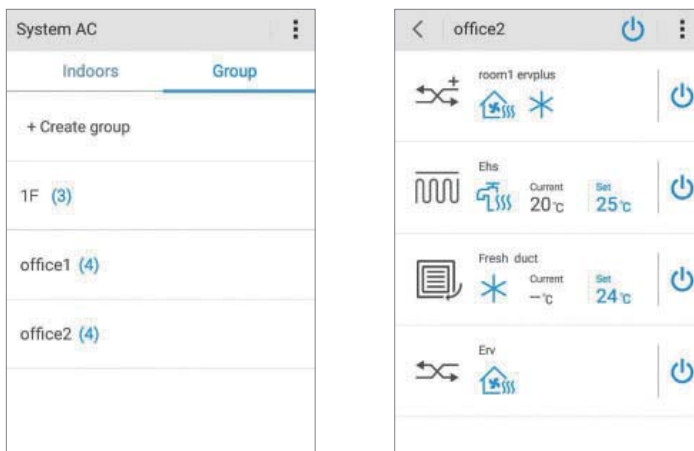 System AC
Indoors Group
+ Create group
1F (3)
office1 (4)
office2 (4)
office2
room1 ervplus
Ehs
Current Set
20°C 25°C
Fresh duct
Current Set
—°C 24°C
Erv